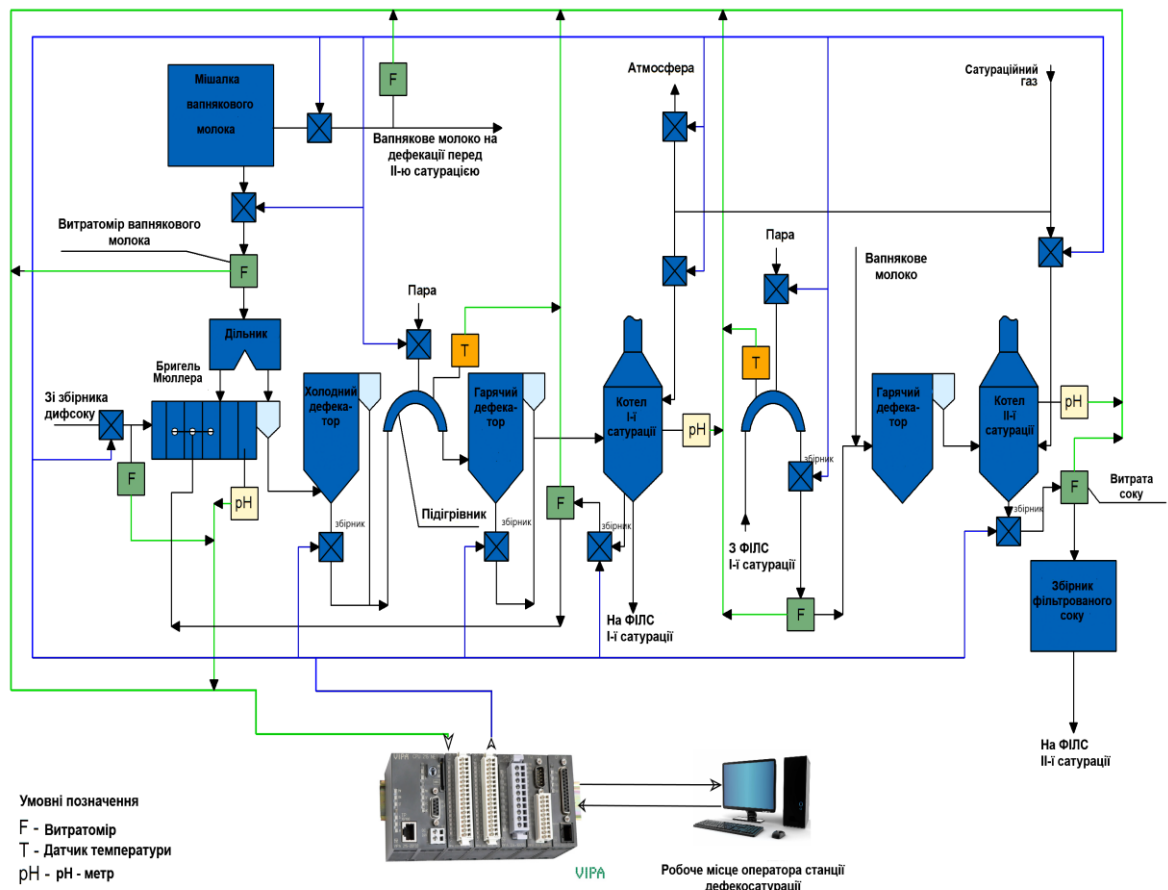 Атмосфера
Сатураційний
газ
Мішалка
вапнякового
молока
F
Вапнякове молоко на
дефекації перед
ІІ-ю сатурацією
Витратомір вапнякового
молока
F
Пара
Вапнякове
молоко
Пара
Дільник
T
T
Бригель
Мюллера
Зі збірника
дифсоку
Холодний
дефека-
тор
Гарячий
дефека-
тор
Котел
І-ї
сатурації
pH
Гарячий
дефека-
тор
Котел
ІІ-ї
сатурації
pH
F
pH
Підігрівник
збірник
збірник
F
збірник
збірник
З ФІЛС
І-ї сатурації
збірник
F
Витрата
соку
F
На ФІЛС
І-ї сатурації
Збірник
фільтрованого
соку
На ФІЛС
ІІ-ї сатурації
VIPA
Умовні позначення
F - Витратомір
T - Датчик температури
pH - pH - метр
VIPA
Робоче місце оператора станції
дефекосатурації